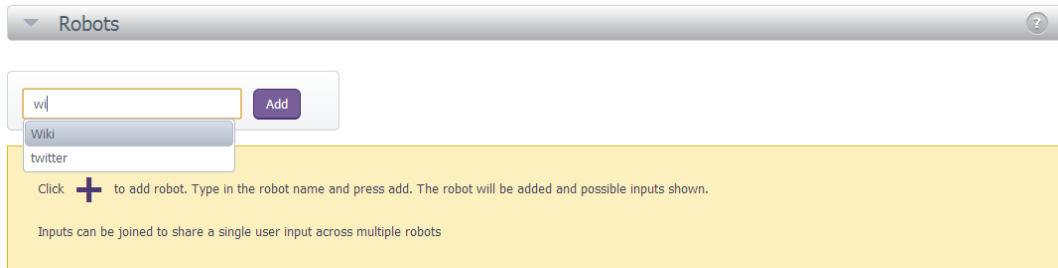 Robots
?
wi
Add
Wiki
twitter
Click + to add robot. Type in the robot name and press add. The robot will be added and possible inputs shown.
Inputs can be joined to share a single user input across multiple robots